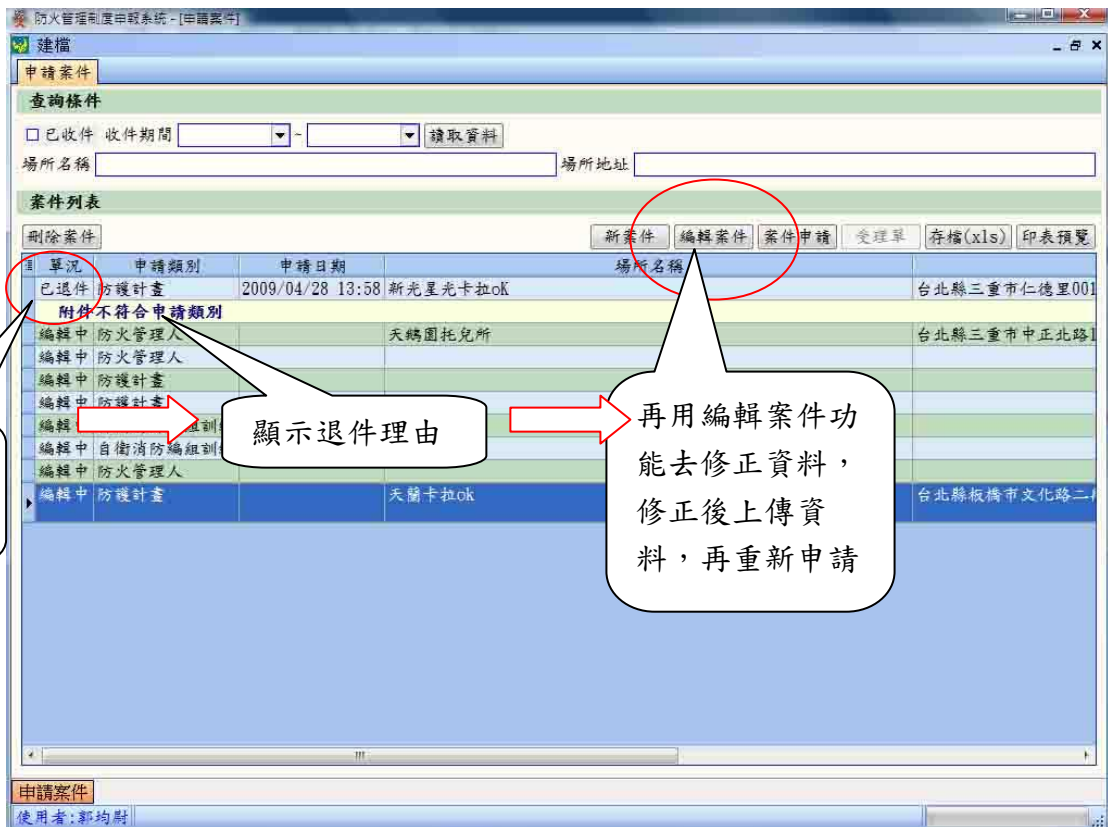 防火管理制度申報系統-[申請案件]
建檔
申請案件
查詢條件
已收件 收件期間 ~ 讀取資料
場所名稱 場所地址
案件列表
刪除案件 新案件 編輯案件 案件申請 受理單 存檔(xls) 印表預覽
單況 申請類別 申請日期 場所名稱
已退件 防護計畫 2009/04/28 13:58 新光星光卡拉oK 台北縣三重市仁德里001
附件不符合申請類別
編輯中 防火管理人 天鵝園托兒所 台北縣三重市中正北路1
編輯中 防火管理人
編輯中 防護計畫
編輯中 防護計畫
編輯中 組訓
編輯中 自衛消防編組訓
編輯中 防火管理人
編輯中 防護計畫 天蘭卡拉ok 台北縣板橋市文化路二
顯示退件理由
再用編輯案件功
能去修正資料，
修正後上傳資
料，再重新申請
申請案件
使用者:郭均尉